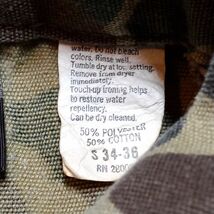 water. Do not bleach
colors. Rinse well.
Tumble dry at low setting.
Remove from dryer
immediately.
Touch-up ironing helps
to restore water
repellency.
Can be dry cleaned.
50% POLYESTER
50% COTTON
S 34-36
RN